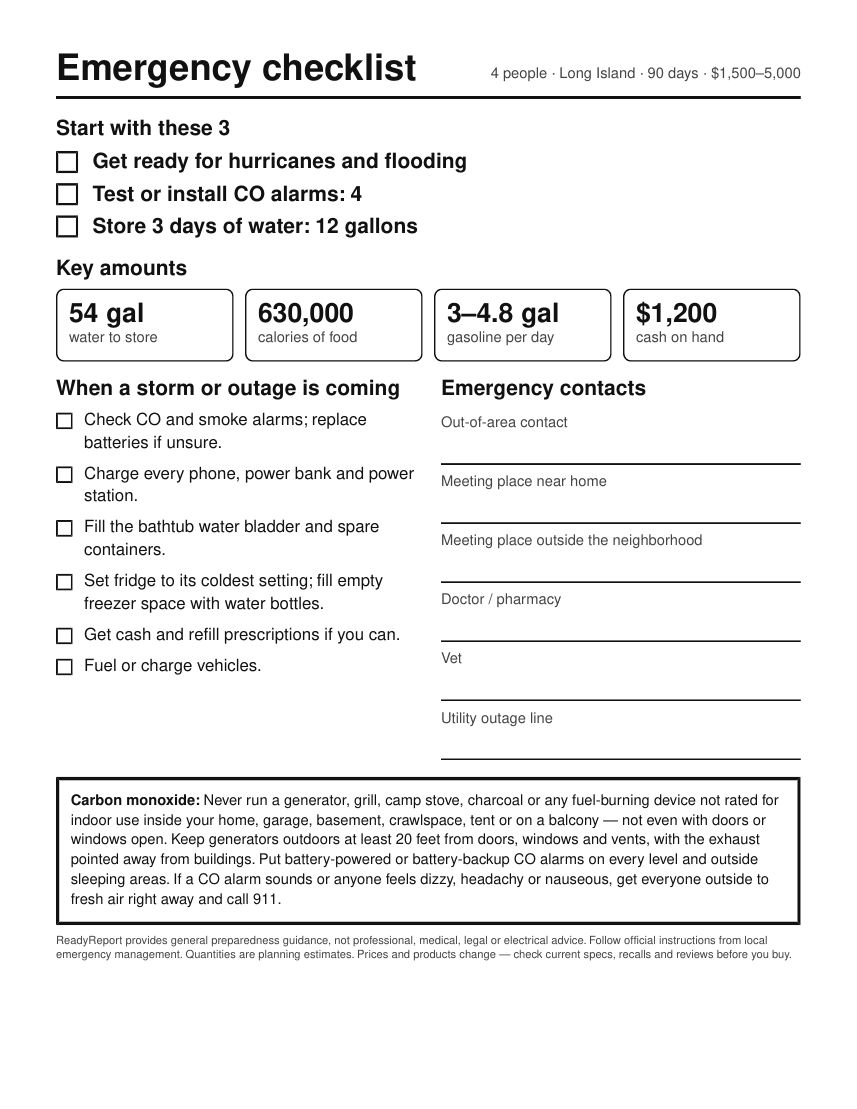 Emergency checklist
4 people · Long Island · 90 days · $1,500–5,000
Start with these 3
Get ready for hurricanes and flooding
Test or install CO alarms: 4
Store 3 days of water: 12 gallons
Key amounts
54 gal
water to store
630,000
calories of food
3–4.8 gal
gasoline per day
$1,200
cash on hand
When a storm or outage is coming
Check CO and smoke alarms; replace
batteries if unsure.
Charge every phone, power bank and power
station.
Fill the bathtub water bladder and spare
containers.
Set fridge to its coldest setting; fill empty
freezer space with water bottles.
Get cash and refill prescriptions if you can.
Fuel or charge vehicles.
Emergency contacts
Out-of-area contact
Meeting place near home
Meeting place outside the neighborhood
Doctor / pharmacy
Vet
Utility outage line
Carbon monoxide: Never run a generator, grill, camp stove, charcoal or any fuel-burning device not rated for
indoor use inside your home, garage, basement, crawlspace, tent or on a balcony — not even with doors or
windows open. Keep generators outdoors at least 20 feet from doors, windows and vents, with the exhaust
pointed away from buildings. Put battery-powered or battery-backup CO alarms on every level and outside
sleeping areas. If a CO alarm sounds or anyone feels dizzy, headachy or nauseous, get everyone outside to
fresh air right away and call 911.
ReadyReport provides general preparedness guidance, not professional, medical, legal or electrical advice. Follow official instructions from local
emergency management. Quantities are planning estimates. Prices and products change — check current specs, recalls and reviews before you buy.